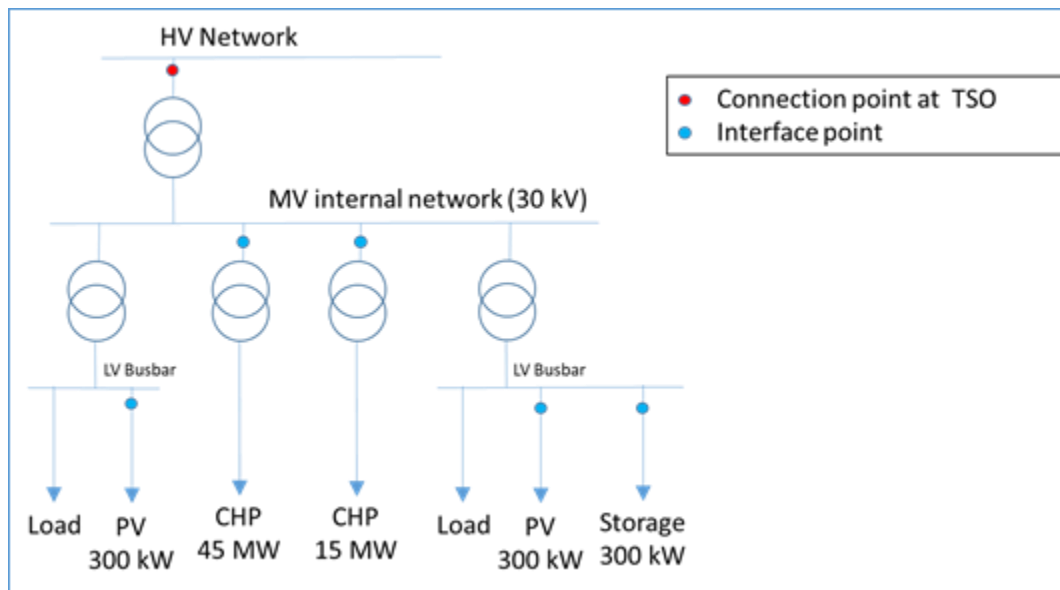 HV Network
Connection point at TSO
Interface point
MV internal network (30 kV)
LV Busbar
LV Busbar
Load
PV
300 kW
CHP
45 MW
CHP
15 MW
Load
PV
300 kW
Storage
300 kW